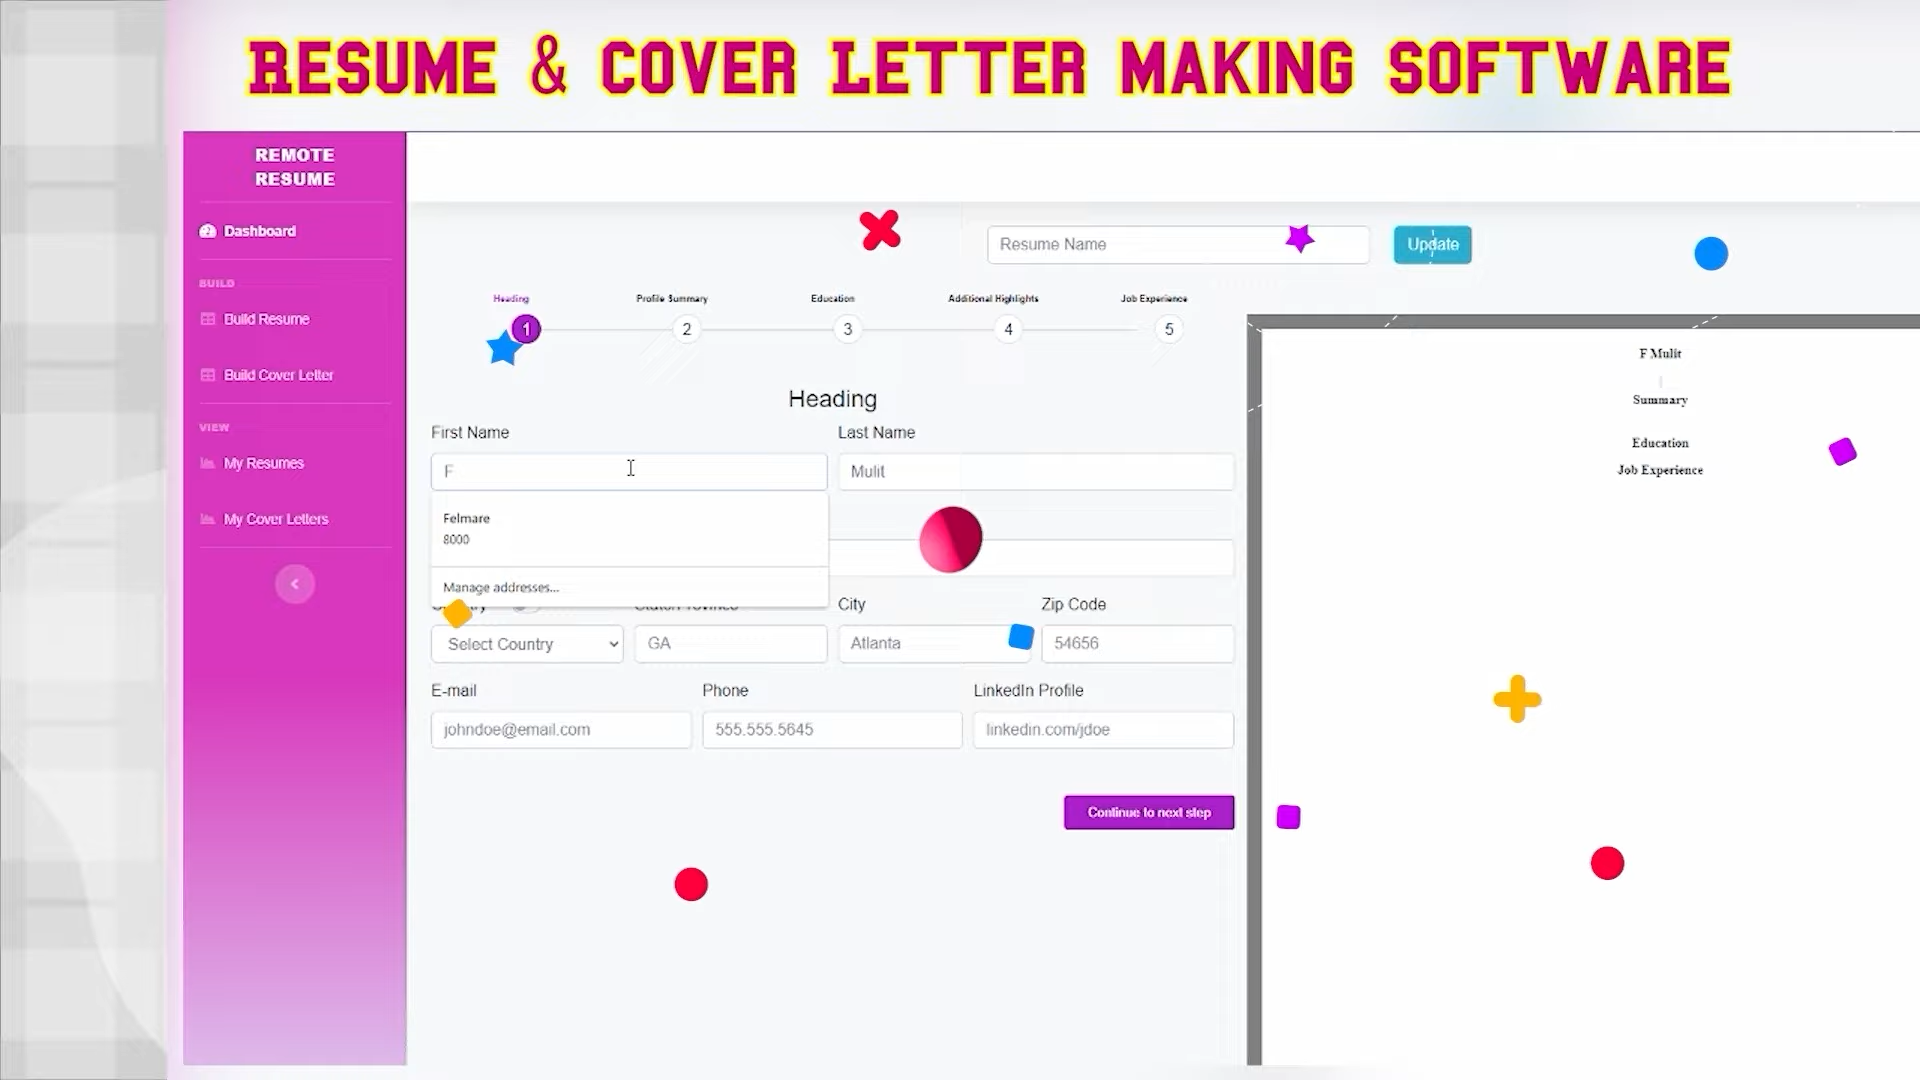 RESUME & COVER LETTER MAKING SOFTWARE
REMOTE
RESUME
Dashboard
BUILD
Build Resume
Build Cover Letter
VIEW
My Resumes
My Cover Letters
Resume Name
Update
Heading
Profile Summary
Education
Additional Highlights
Job Experience
1
2
3
4
5
Heading
First Name
Last Name
F
Mulit
Felmare
8000
Manage addresses...
City
Zip Code
Select Country
GA
Atlanta
54656
E-mail
Phone
LinkedIn Profile
johndoe@email.com
555.555.5645
linkedin.com/jdoe
Continue to next step
F Mulit
Summary
Education
Job Experience